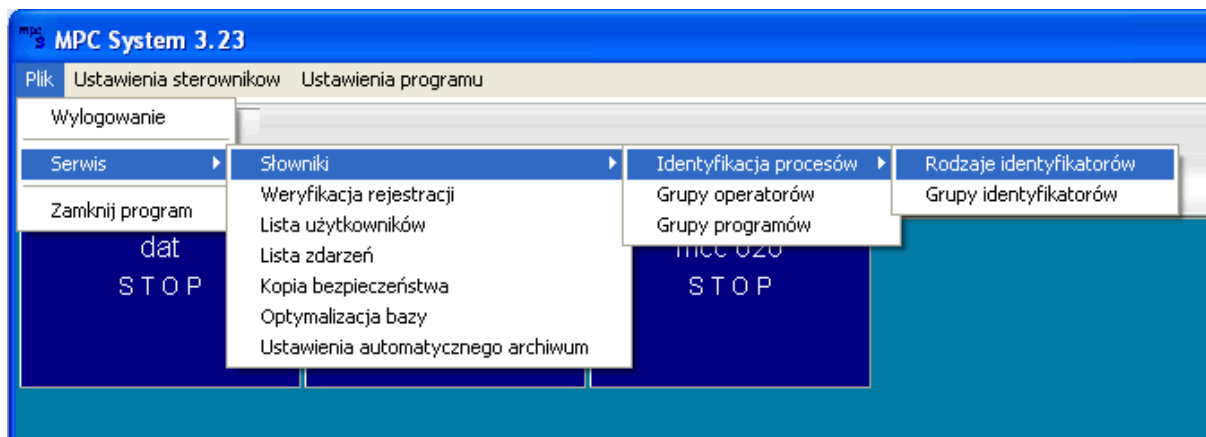 mpc s MPC System 3.23
Plik Ustawienia sterownikow Ustawienia programu
Wylogowanie
Serwis
Zamknij program
Słowniki
Weryfikacja rejestracji
Lista użytkowników
Lista zdarzeń
Kopia bezpieczeństwa
Optymalizacja bazy
Ustawienia automatycznego archiwum
Identyfikacja procesów
Grupy operatorów
Grupy programów
Rodzaje identyfikatorów
Grupy identyfikatorów
dat
STOP
STOP